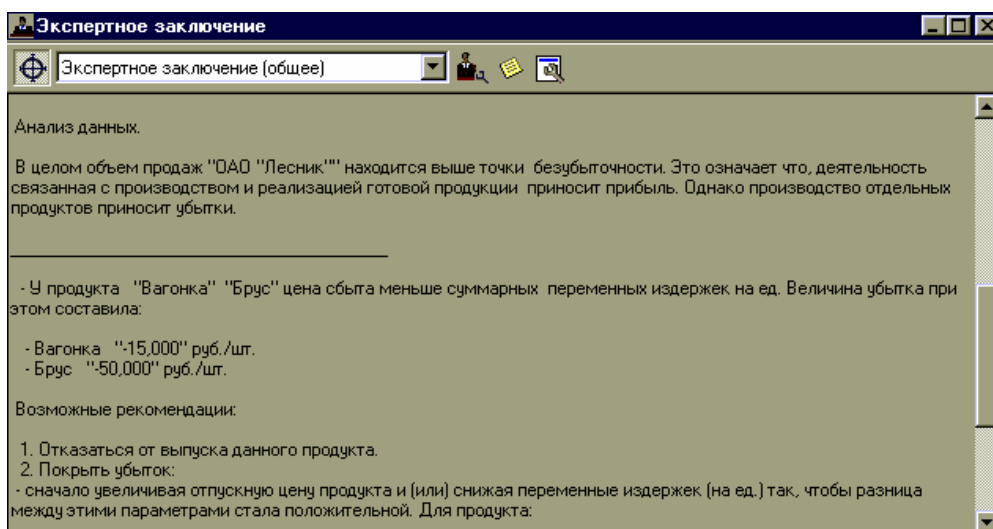 Экспертное заключение
Экспертное заключение (общее)
Анализ данных.
В целом объем продаж "ОАО "Лесник"" находится выше точки безубыточности. Это означает что, деятельность
связанная с производством и реализацией готовой продукции приносит прибыль. Однако производство отдельных
продуктов приносит убытки.
- У продукта "Вагонка" "Брус" цена сбыта меньше суммарных переменных издержек на ед. Величина убытка при
этом составила:
- Вагонка "-15,000" руб./шт.
- Брус "-50,000" руб./шт.
Возможные рекомендации:
1. Отказаться от выпуска данного продукта.
2. Покрыть убыток:
- сначало увеличивая отпускную цену продукта и (или) снижая переменные издержек (на ед.) так, чтобы разница
между этими параметрами стала положительной. Для продукта: